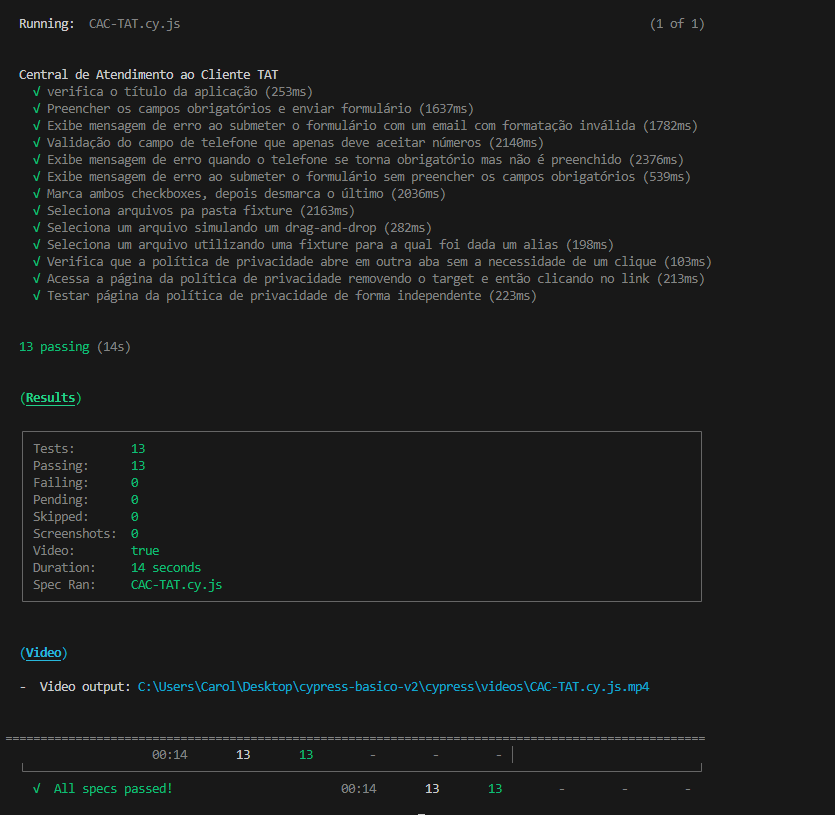 Running:  CAC-TAT.cy.js (1 of 1)
Central de Atendimento ao Cliente TAT
√ verifica o título da aplicação (253ms)
√ Preencher os campos obrigatórios e enviar formulário (1637ms)
√ Exibe mensagem de erro ao submeter o formulário com um email com formatação inválida (1782ms)
√ Validação do campo de telefone que apenas deve aceitar números (2140ms)
√ Exibe mensagem de erro quando o telefone se torna obrigatório mas não é preenchido (2376ms)
√ Exibe mensagem de erro ao submeter o formulário sem preencher os campos obrigatórios (539ms)
√ Marca ambos checkboxes, depois desmarca o último (2036ms)
√ Seleciona arquivos pa pasta fixture (2163ms)
√ Seleciona um arquivo simulando um drag-and-drop (282ms)
√ Seleciona um arquivo utilizando uma fixture para a qual foi dada um alias (198ms)
√ Verifica que a política de privacidade abre em outra aba sem a necessidade de um clique (103ms)
√ Acessa a página da política de privacidade removendo o target e então clicando no link (213ms)
√ Testar página da política de privacidade de forma independente (223ms)
13 passing (14s)
(Results)
Tests: 13
Passing: 13
Failing: 0
Pending: 0
Skipped: 0
Screenshots: 0
Video: true
Duration: 14 seconds
Spec Ran: CAC-TAT.cy.js
(Video)
- Video output: C:\Users\Carol\Desktop\cypress-basico-v2\cypress\videos\CAC-TAT.cy.js.mp4
====================================================================================================
00:14 13 13 - - -
√ All specs passed! 00:14 13 13 - - -